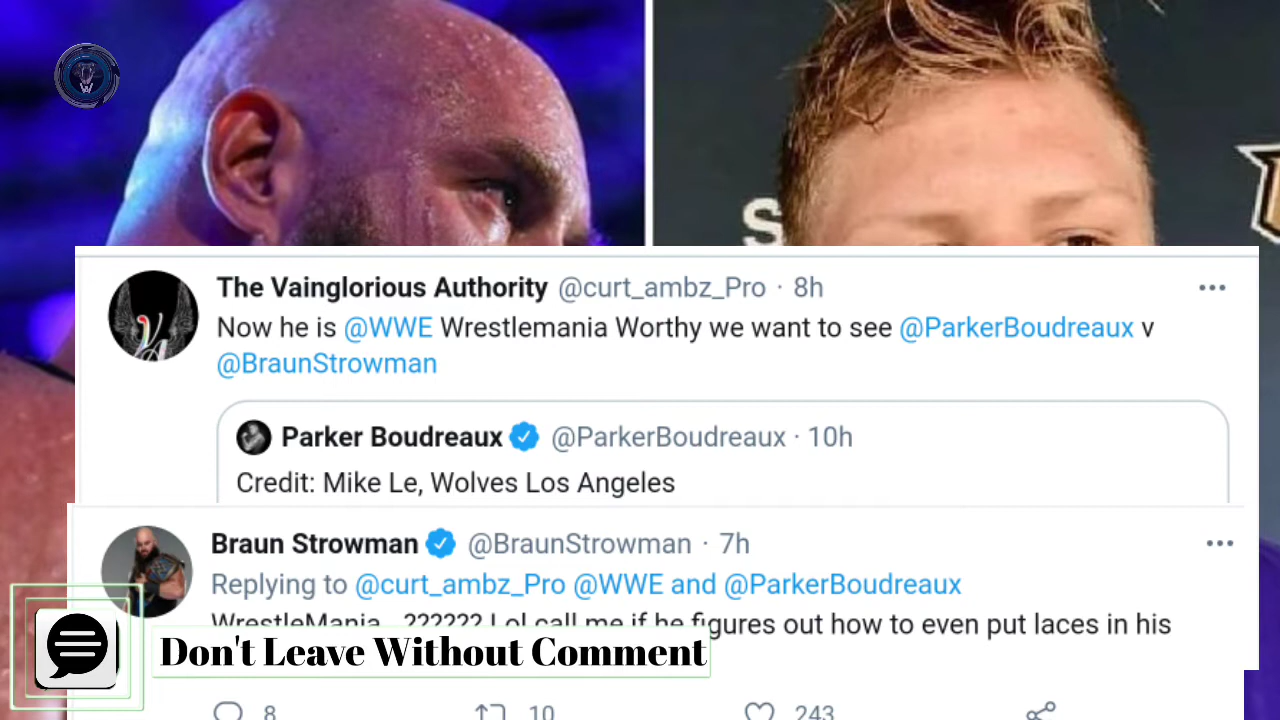 S
The Vainglorious Authority @curt_ambz_Pro · 8h
Now he is @WWE Wrestlemania Worthy we want to see @ParkerBoudreaux v
@BraunStrowman
Parker Boudreaux @ParkerBoudreaux · 10h
Credit: Mike Le, Wolves Los Angeles
Braun Strowman @BraunStrowman · 7h
Replying to @curt_ambz_Pro @WWE and @ParkerBoudreaux
WrestleMania...?????? Lol call me if he figures out how to even put laces in his
Don't Leave Without Comment
8 10 243